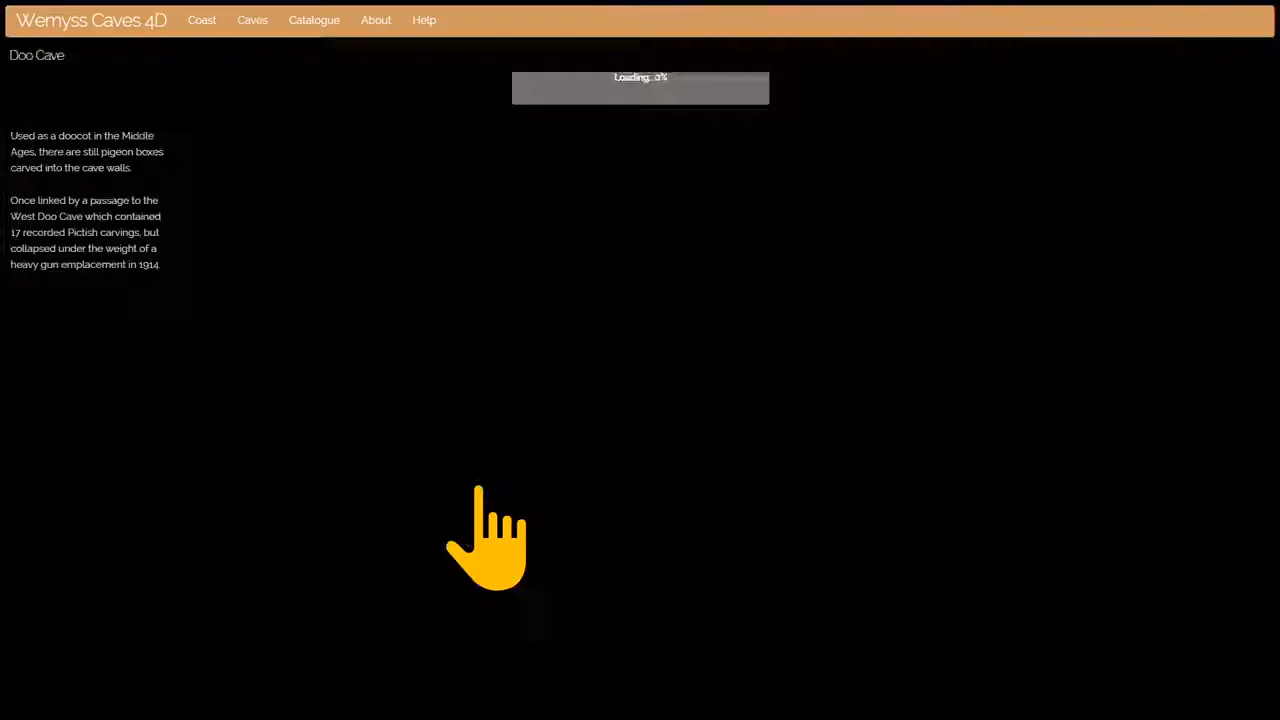 Wemyss Caves 4D Coast Caves Catalogue About Help
Doo Cave
Loading, 0%
Used as a doocot in the Middle
Ages, there are still pigeon boxes
carved into the cave walls.
Once linked by a passage to the
West Doo Cave which contained
17 recorded Pictish carvings, but
collapsed under the weight of a
heavy gun emplacement in 1914.